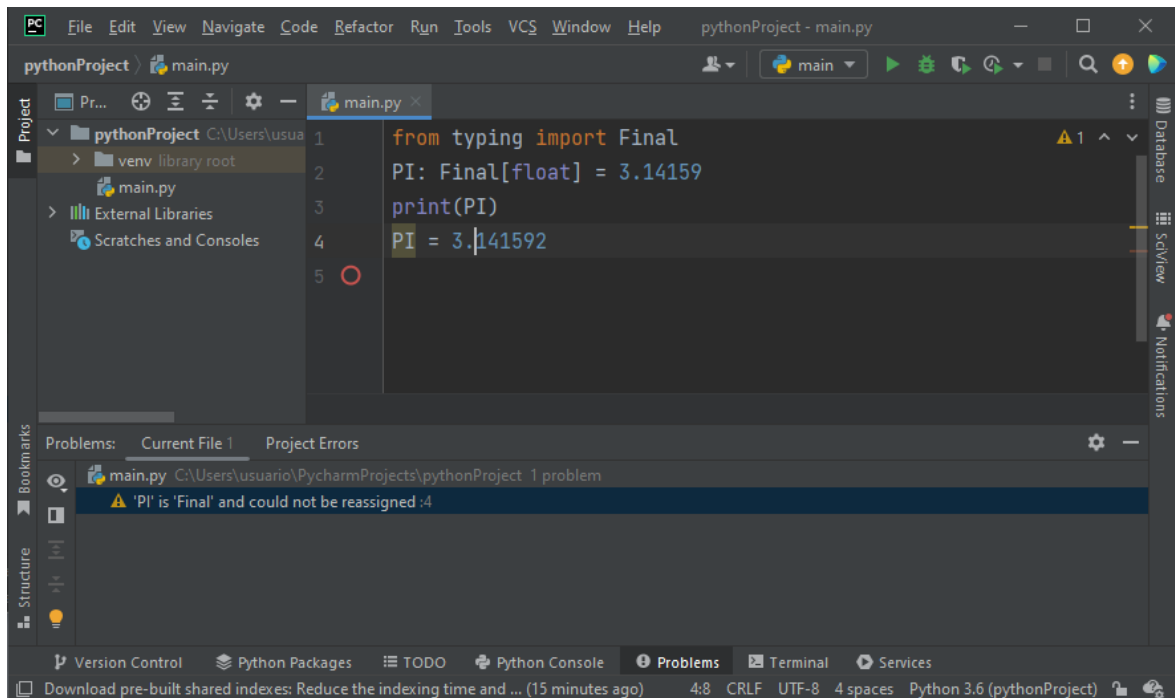 PC File Edit View Navigate Code Refactor Run Tools VCS Window Help pythonProject - main.py
pythonProject main.py main
Project
Pr... main.py
pythonProject C:\Users\usua
venv library root
main.py
External Libraries
Scratches and Consoles
1 from typing import Final
2 PI: Final[float] = 3.14159
3 print(PI)
4 PI = 3.141592
5
1
Database
SciView
Notifications
Bookmarks
Structure
Problems: Current File 1 Project Errors
main.py C:\Users\usuario\PycharmProjects\pythonProject 1 problem
'PI' is 'Final' and could not be reassigned :4
Version Control Python Packages TODO Python Console Problems Terminal Services
Download pre-built shared indexes: Reduce the indexing time and ... (15 minutes ago) 4:8 CRLF UTF-8 4 spaces Python 3.6 (pythonProject)